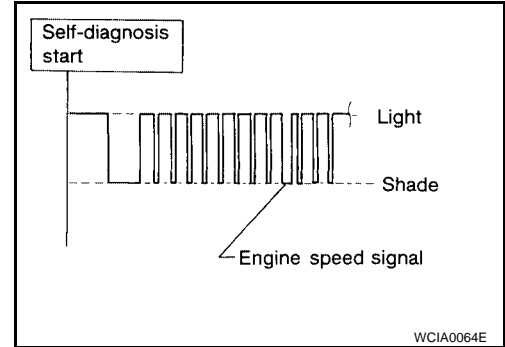 Self-diagnosis
start
Light
Shade
Engine speed signal
WCIA0064E